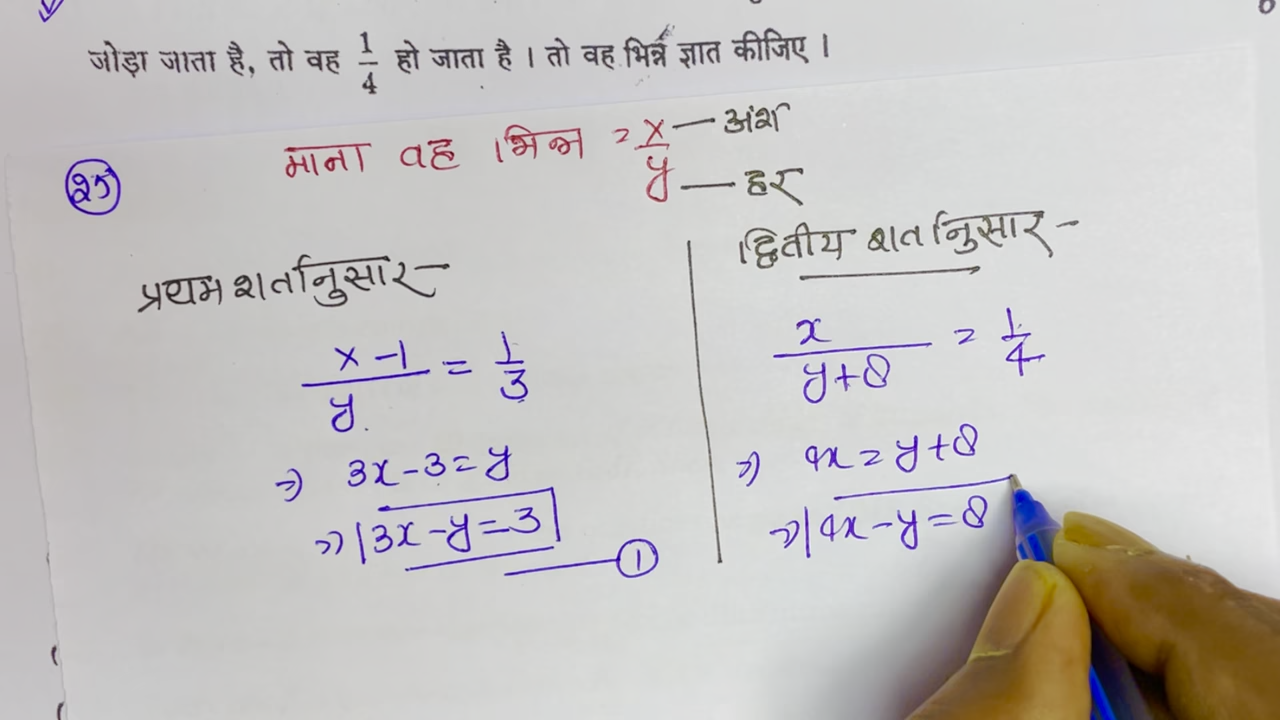 जोड़ा जाता है, तो वह 1/4 हो जाता है । तो वह भिन्न ज्ञात कीजिए ।
25
माना वह भिन्न = x/y
x — अंश
y — हर
प्रथम शर्तानुसार –
(x – 1)/y = 1/3
⇒ 3x – 3 = y
⇒ 3x – y = 3 — 1
द्वितीय शर्तानुसार –
x/(y+8) = 1/4
⇒ 4x = y+8
⇒ 4x – y = 8